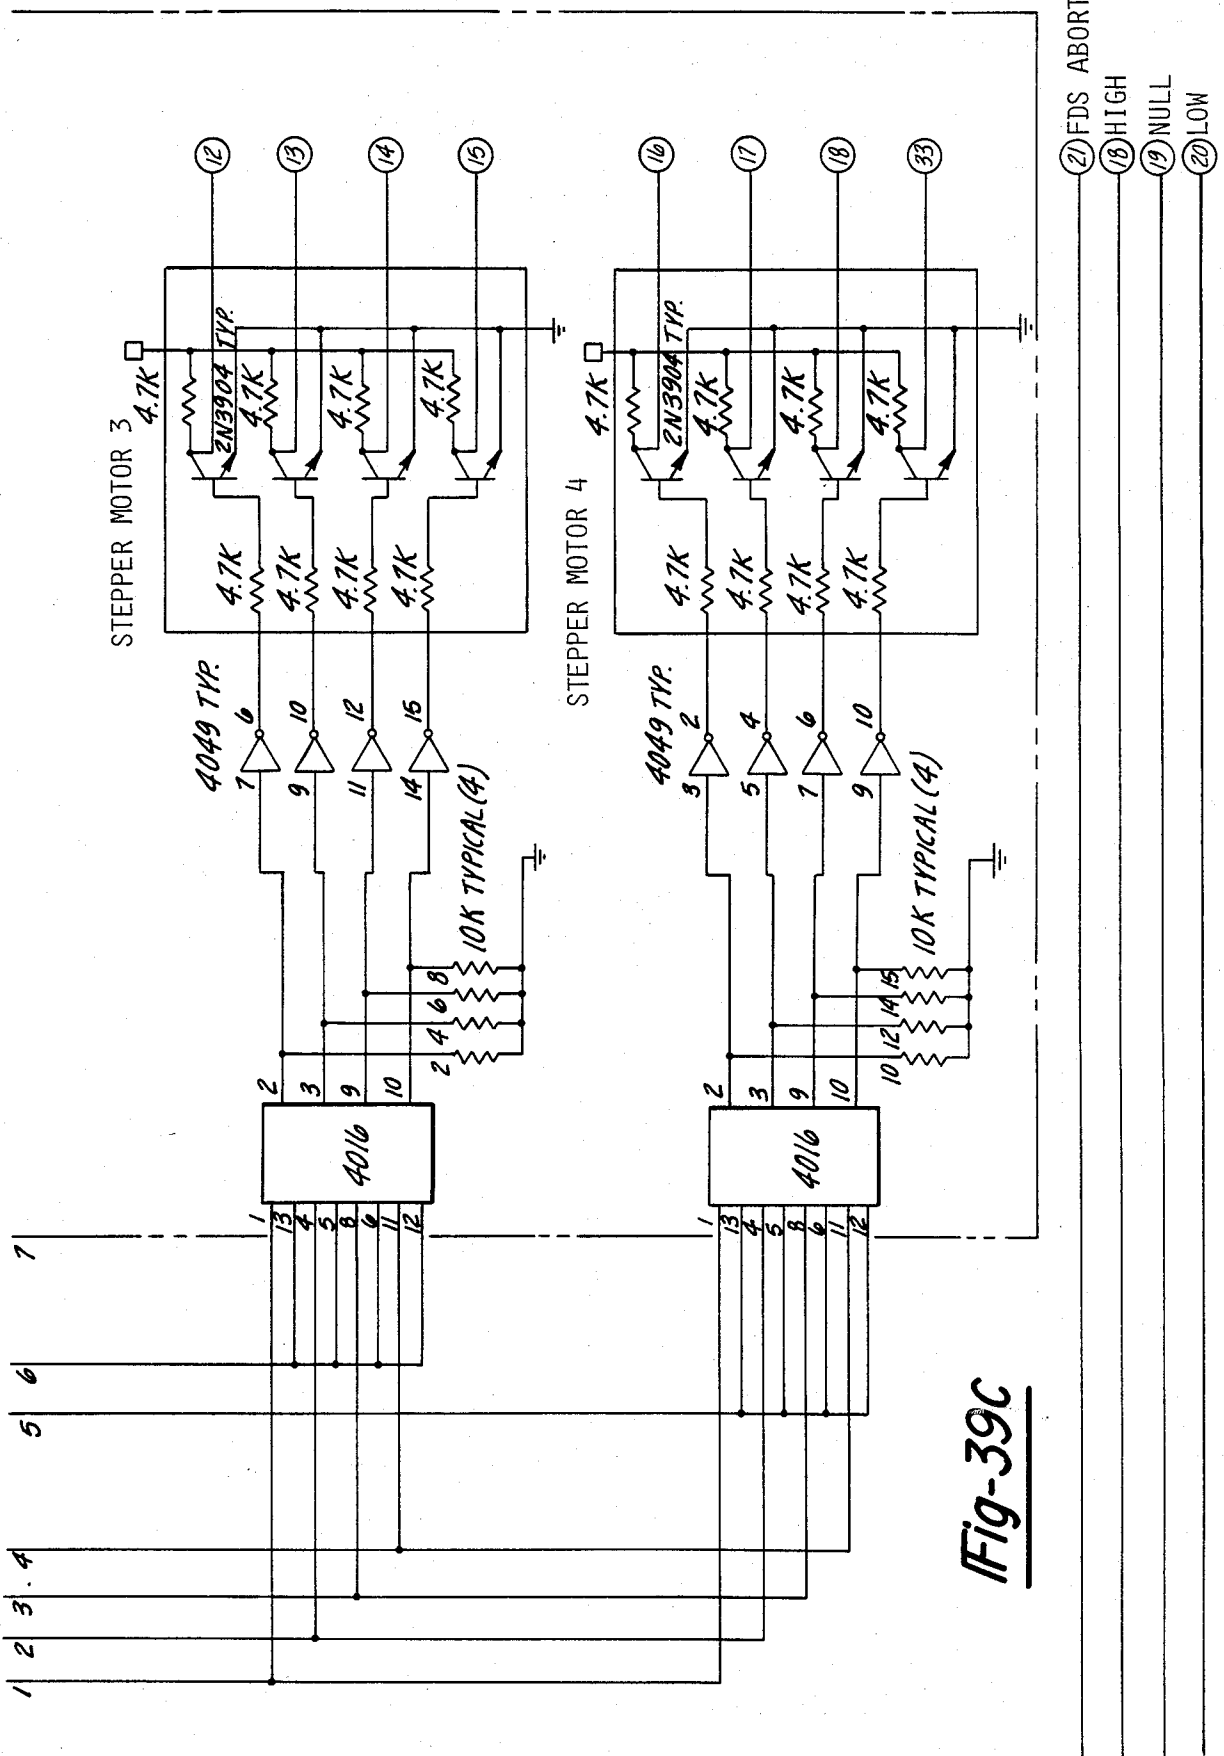 STEPPER MOTOR 3
4.7K
2N3904 TYP.
4.7K
4.7K
4.7K
12
13
14
15
4.7K
4.7K
4.7K
4.7K
4049 TYP.
7 6
9 10
11 12
14 15
10K TYPICAL (4)
2 4 6 8
2
3
9
10
4016
1
13
4
5
8
6
11
12
STEPPER MOTOR 4
4.7K
2N3904 TYP.
4.7K
4.7K
4.7K
16
17
18
33
4.7K
4.7K
4.7K
4.7K
4049 TYP.
3 2
5 4
7 6
9 10
10K TYPICAL (4)
10 12 14 15
2
3
9
10
4016
1
13
4
5
8
6
11
12
1 2 3 . 4 5 6 7
21 FDS ABORT
18 HIGH
19 NULL
20 LOW
Fig-39C